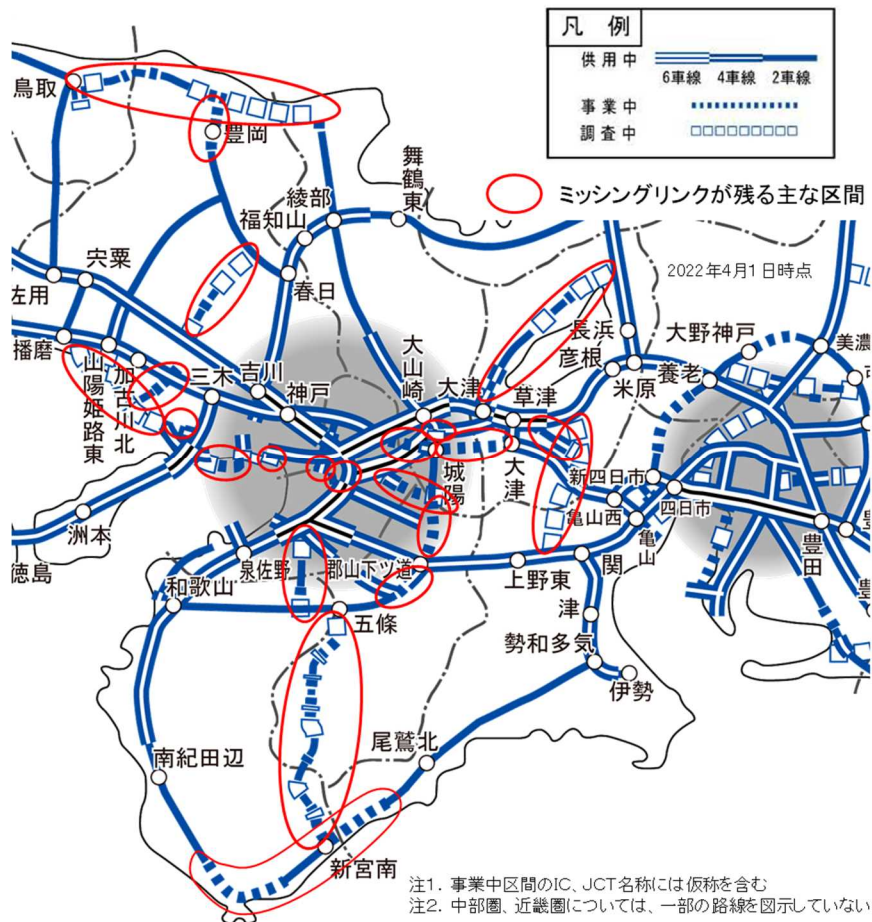 凡 例
供用中
6車線 4車線 2車線
事業中
調査中
ミッシングリンクが残る主な区間
2022年4月1日時点
鳥取
豊岡
舞鶴東
綾部
福知山
春日
宍粟
佐用
播磨
山陽姫路東
加古川北
三木
吉川
神戸
大山崎
大津
草津
長浜
彦根
米原
養老
大野神戸
美濃
城陽
大津
新四日市
四日市
亀山西
亀山
豊田
洲本
徳島
泉佐野
郡山下ツ道
上野東
関
和歌山
五條
津
勢和多気
伊勢
尾鷲北
南紀田辺
新宮南
注1. 事業中区間のIC、JCT名称には仮称を含む
注2. 中部圏、近畿圏については、一部の路線を図示していない